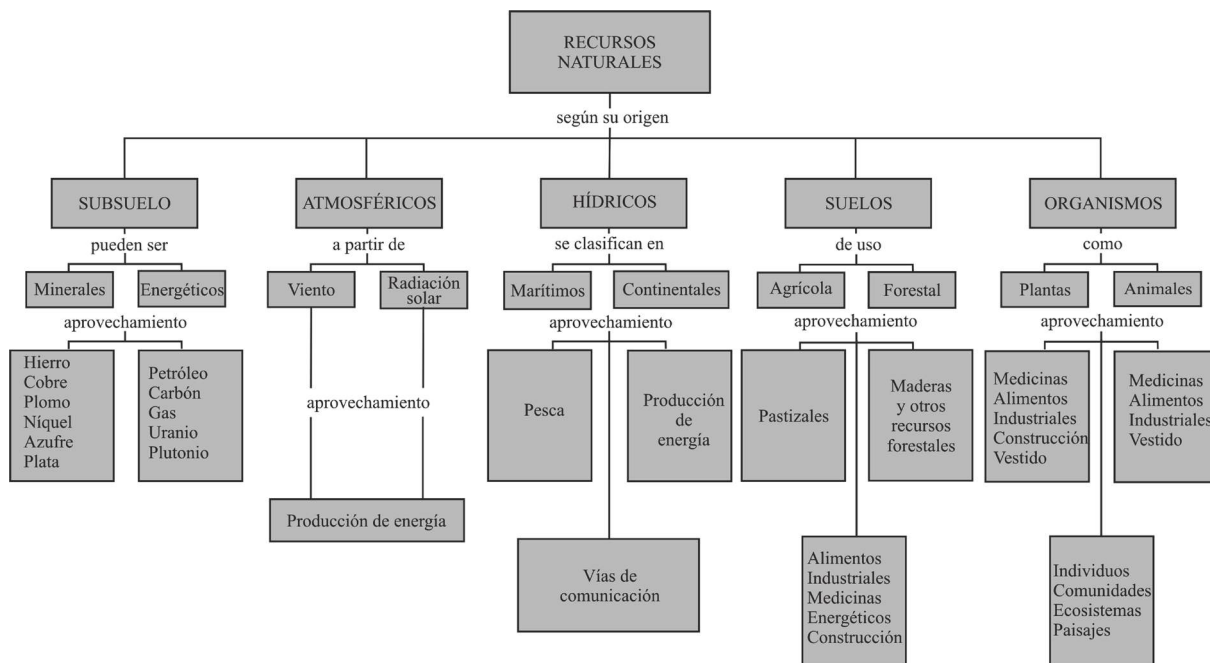 RECURSOS
NATURALES
según su origen
SUBSUELO
ATMOSFÉRICOS
HÍDRICOS
SUELOS
ORGANISMOS
pueden ser
a partir de
se clasifican en
de uso
como
Minerales
Energéticos
Viento
Radiación
solar
Marítimos
Continentales
Agrícola
Forestal
Plantas
Animales
aprovechamiento
aprovechamiento
aprovechamiento
aprovechamiento
Hierro
Cobre
Plomo
Níquel
Azufre
Plata
Petróleo
Carbón
Gas
Uranio
Plutonio
aprovechamiento
Pesca
Producción
de
energía
Pastizales
Maderas
y otros
recursos
forestales
Medicinas
Alimentos
Industriales
Construcción
Vestido
Medicinas
Alimentos
Industriales
Vestido
Producción de energía
Vías de
comunicación
Alimentos
Industriales
Medicinas
Energéticos
Construcción
Individuos
Comunidades
Ecosistemas
Paisajes